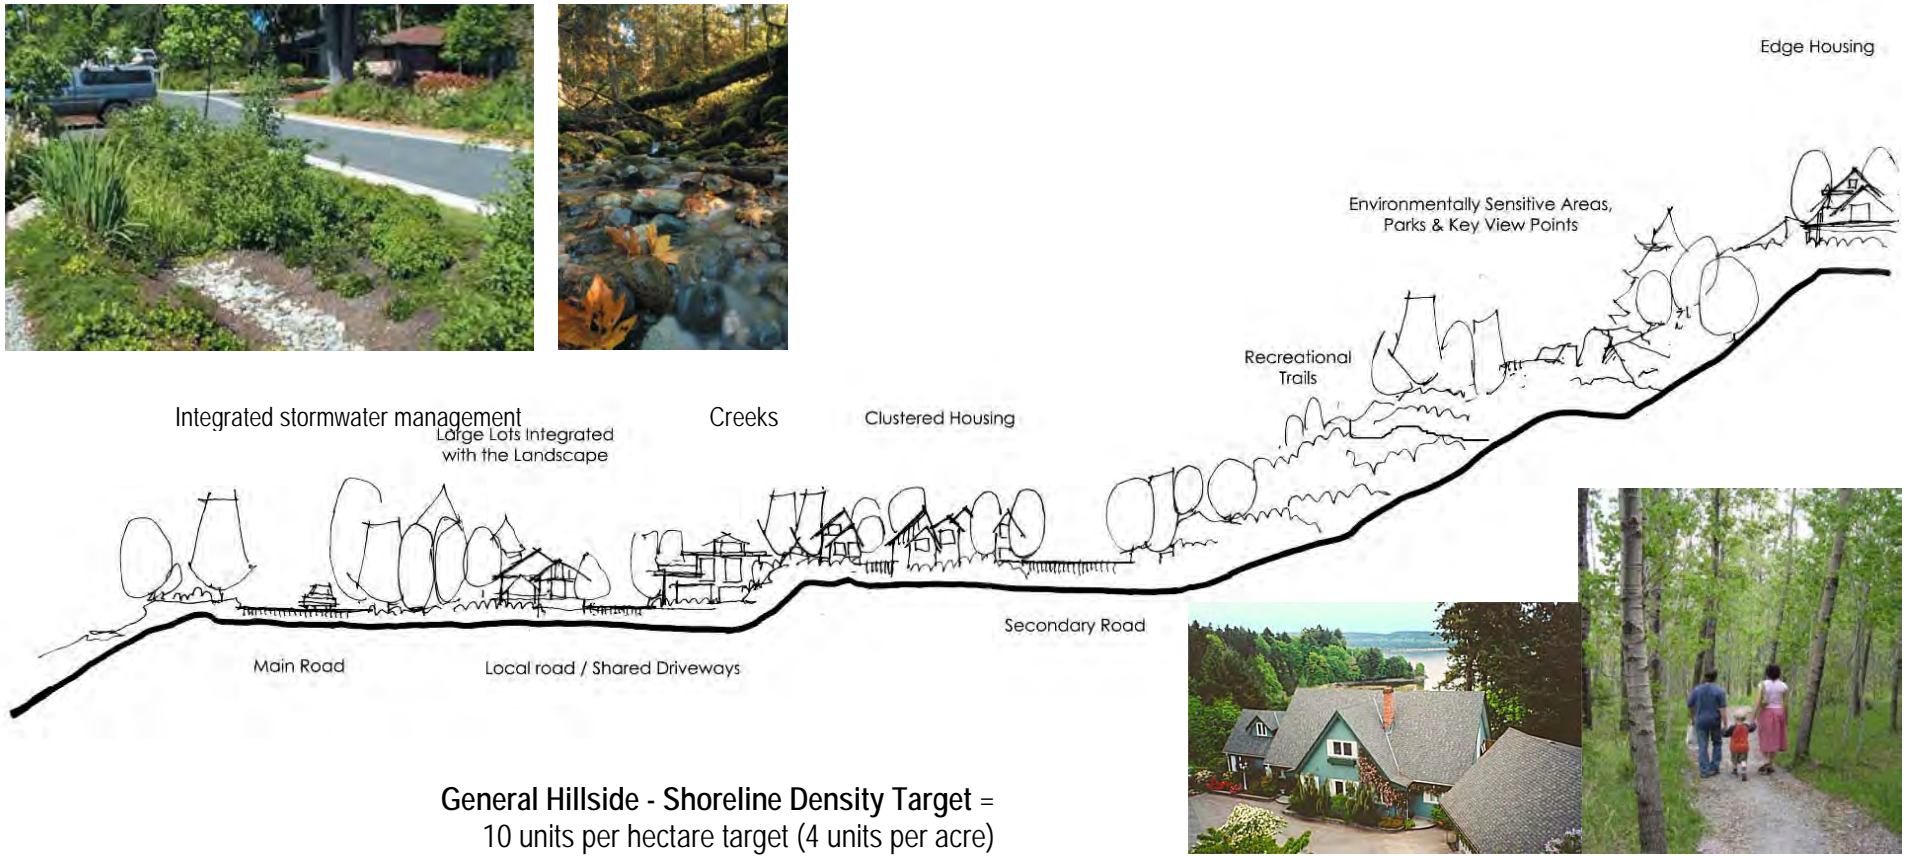 Edge Housing
Environmentally Sensitive Areas,
Parks & Key View Points
Recreational
Trails
Integrated stormwater management
Creeks
Clustered Housing
Large Lots Integrated
with the Landscape
Secondary Road
Main Road
Local road / Shared Driveways
General Hillside - Shoreline Density Target =
10 units per hectare target (4 units per acre)